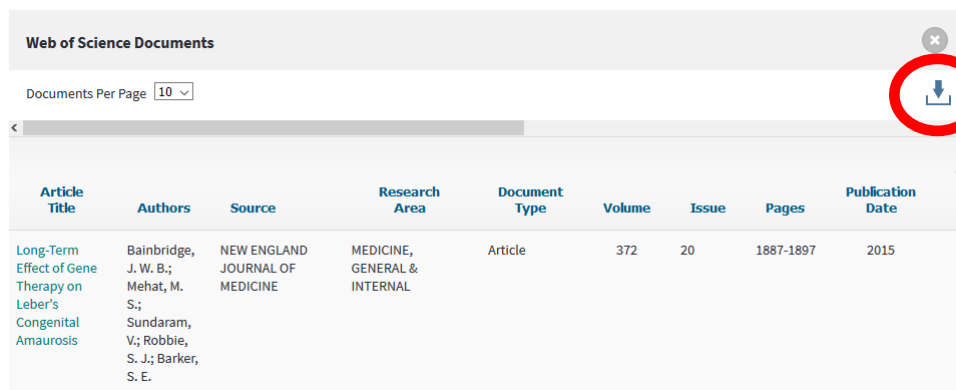 Web of Science Documents
Documents Per Page 10
Article Title Authors Source Research Area Document Type Volume Issue Pages Publication Date
Long-Term Effect of Gene Therapy on Leber's Congenital Amaurosis
Bainbridge, J. W. B.; Mehat, M. S.; Sundaram, V.; Robbie, S. J.; Barker, S. E.
NEW ENGLAND JOURNAL OF MEDICINE
MEDICINE, GENERAL & INTERNAL
Article
372
20
1887-1897
2015